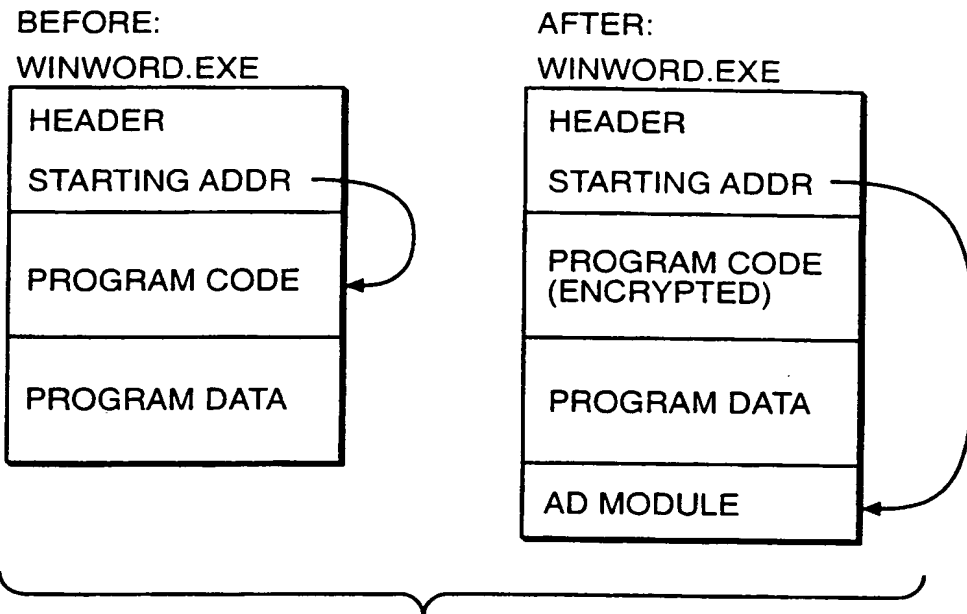 BEFORE:
WINWORD.EXE
HEADER
STARTING ADDR
PROGRAM CODE
PROGRAM DATA
AFTER:
WINWORD.EXE
HEADER
STARTING ADDR
PROGRAM CODE
(ENCRYPTED)
PROGRAM DATA
AD MODULE